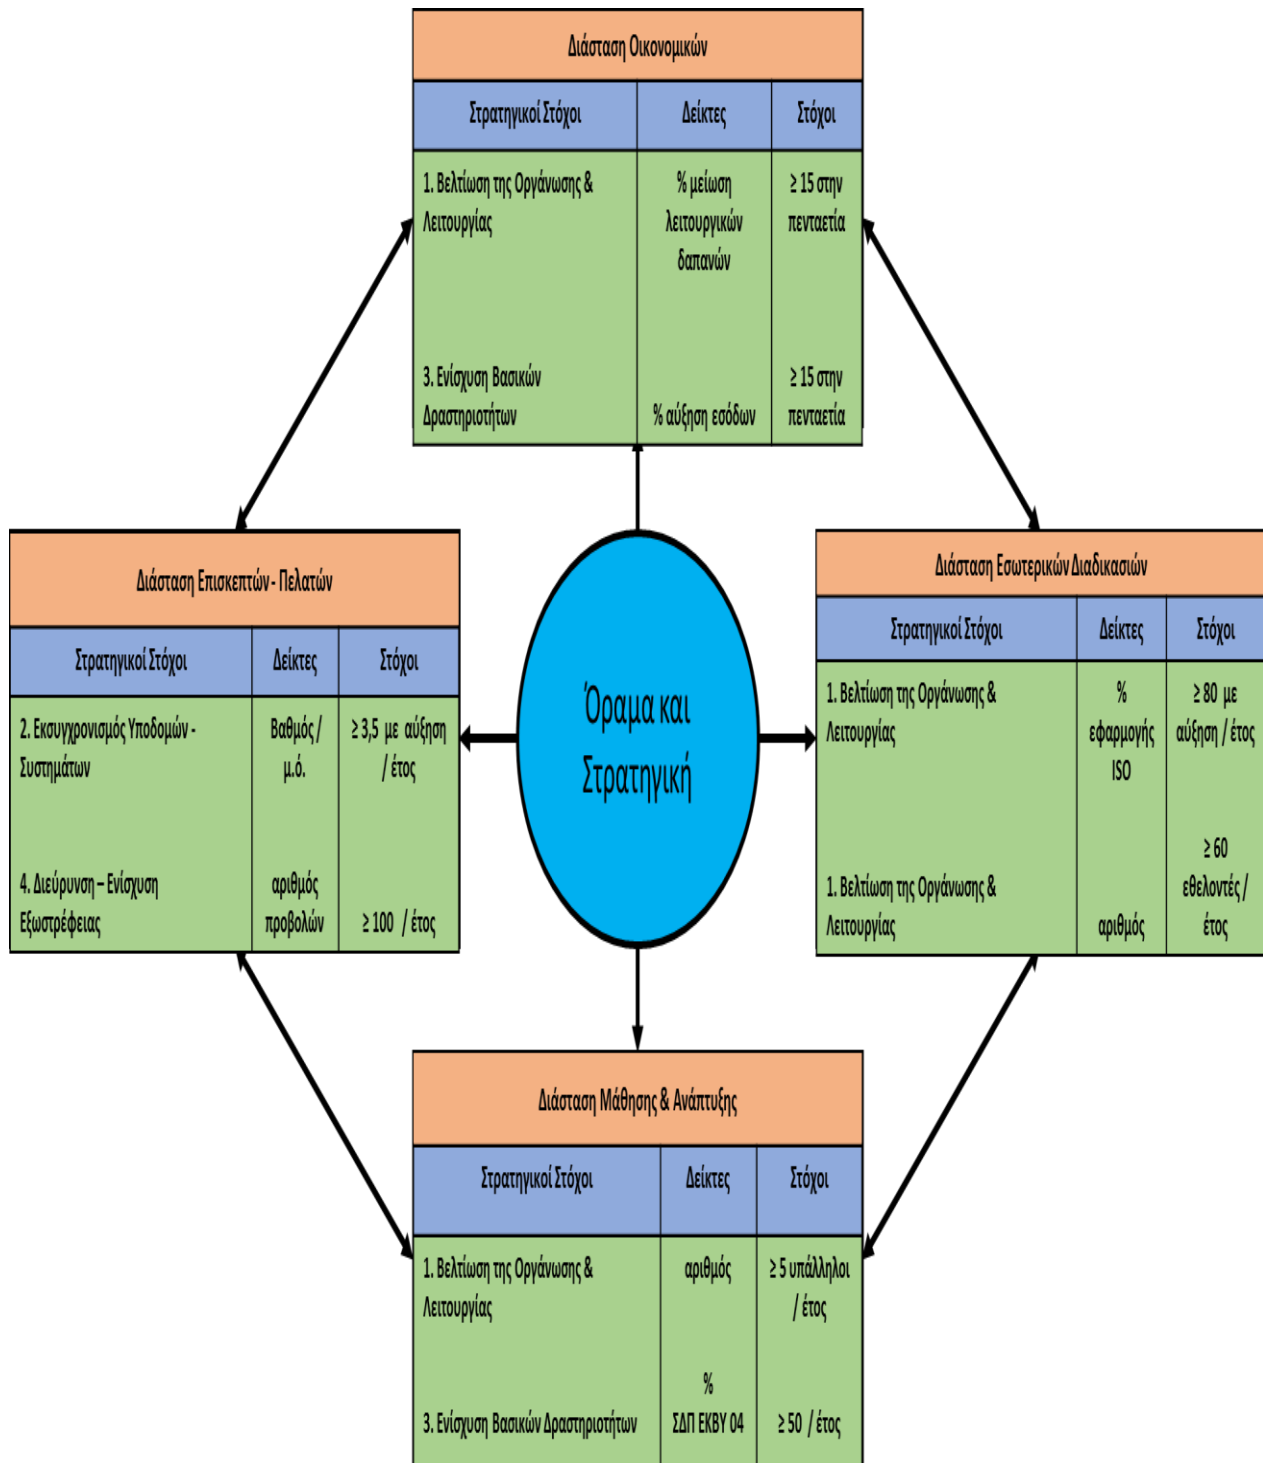 Διάσταση Οικονομικών
Στρατηγικοί Στόχοι
Δείκτες
Στόχοι
1. Βελτίωση της Οργάνωσης &
Λειτουργίας
% μείωση
λειτουργικών
δαπανών
≥ 15 στην
πενταετία
3. Ενίσχυση Βασικών
Δραστηριοτήτων
% αύξηση εσόδων
≥ 15 στην
πενταετία
Διάσταση Επισκεπτών - Πελατών
Στρατηγικοί Στόχοι
Δείκτες
Στόχοι
2. Εκσυγχρονισμός Υποδομών -
Συστημάτων
Βαθμός /
μ.ό.
≥ 3,5 με αύξηση
/ έτος
4. Διεύρυνση – Ενίσχυση
Εξωστρέφειας
αριθμός
προβολών
≥ 100 / έτος
Όραμα και
Στρατηγική
Διάσταση Εσωτερικών Διαδικασιών
Στρατηγικοί Στόχοι
Δείκτες
Στόχοι
1. Βελτίωση της Οργάνωσης &
Λειτουργίας
%
εφαρμογής
ISO
≥ 80 με
αύξηση / έτος
1. Βελτίωση της Οργάνωσης &
Λειτουργίας
αριθμός
≥ 60
εθελοντές /
έτος
Διάσταση Μάθησης & Ανάπτυξης
Στρατηγικοί Στόχοι
Δείκτες
Στόχοι
1. Βελτίωση της Οργάνωσης &
Λειτουργίας
αριθμός
≥ 5 υπάλληλοι
/ έτος
3. Ενίσχυση Βασικών Δραστηριοτήτων
%
ΣΔΠ ΕΚΒΥ 04
≥ 50 / έτος